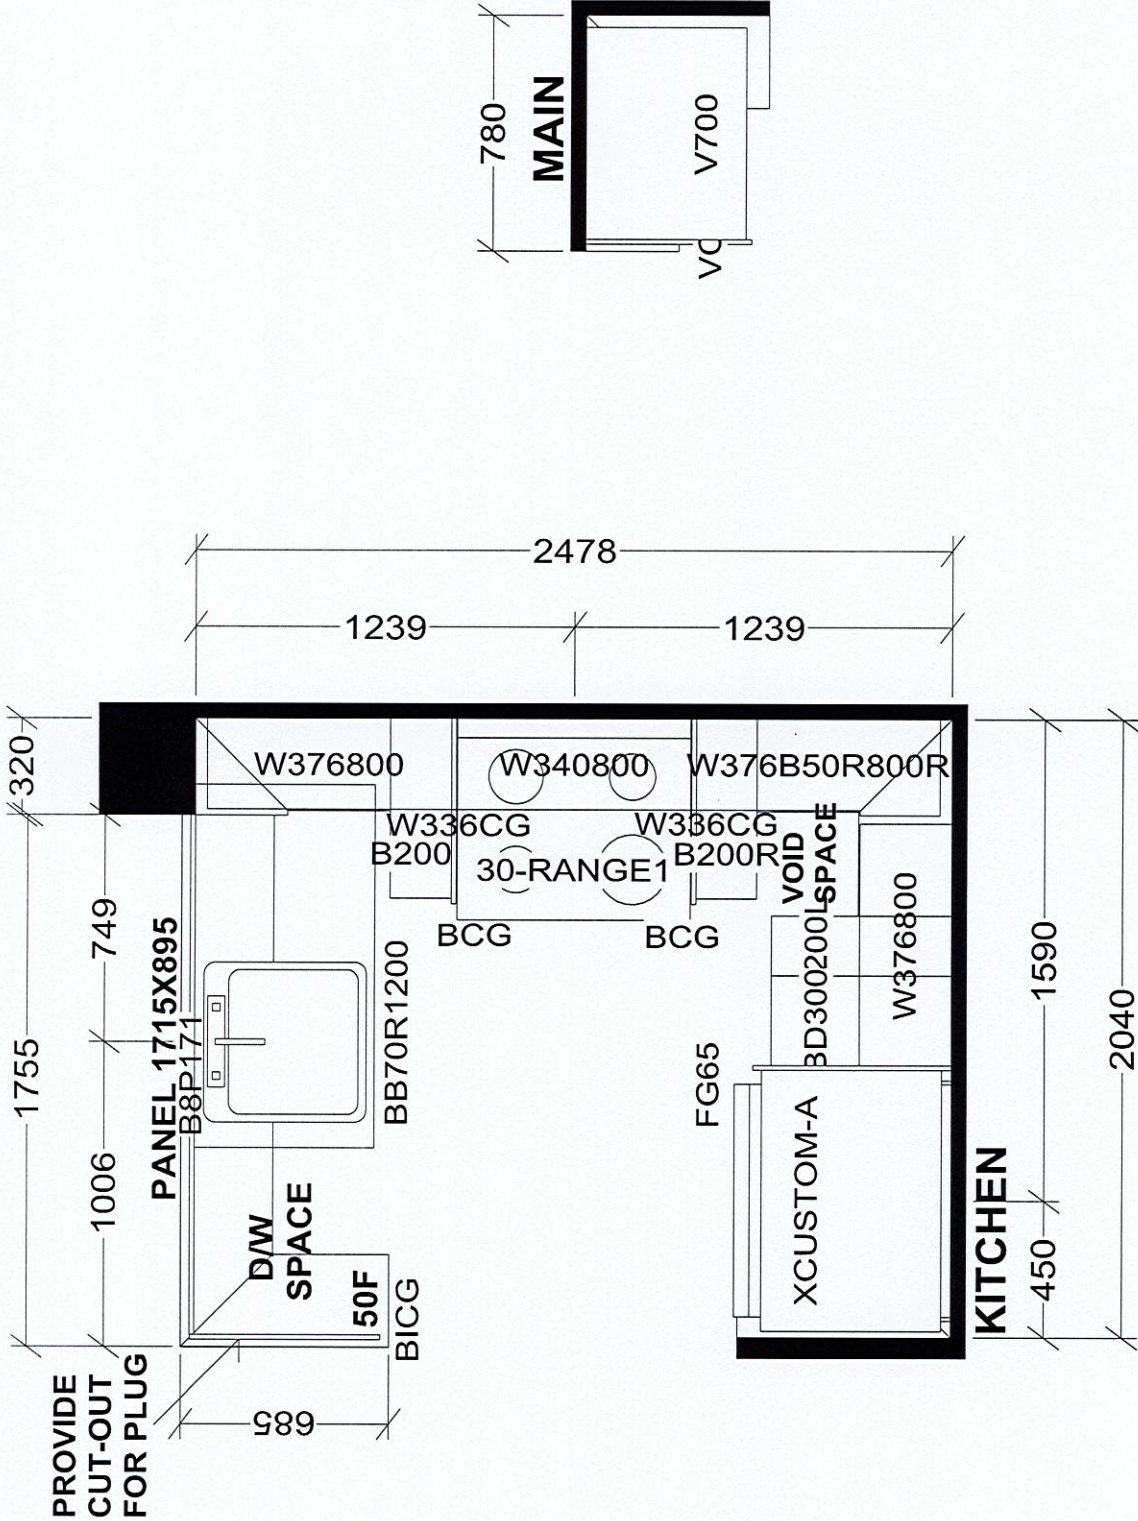 780
MAIN
V700
VC
2478
1239
1239
320
W376800
W340800
W376B50R800R
W336CG
B200
W336CG
B200R
30-RANGE1
VOID
SPACE
BCG
BCG
1755
749
1006
PANEL 1715X895
B8P171
BB70R1200
BD300200L
W376800
1590
2040
450
FG65
XCUSTOM-A
KITCHEN
D/W
SPACE
50F
BICG
PROVIDE
CUT-OUT
FOR PLUG
685